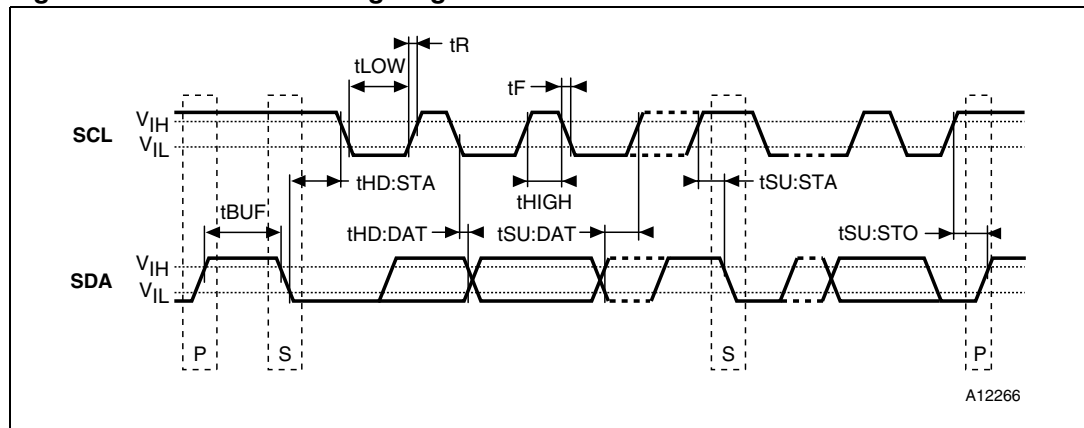 tR
tLOW
tF
VIH
SCL
VIL
tHD:STA
tSU:STA
tHIGH
tBUF
tHD:DAT
tSU:DAT
tSU:STO
VIH
SDA
VIL
P
S
S
P
A12266